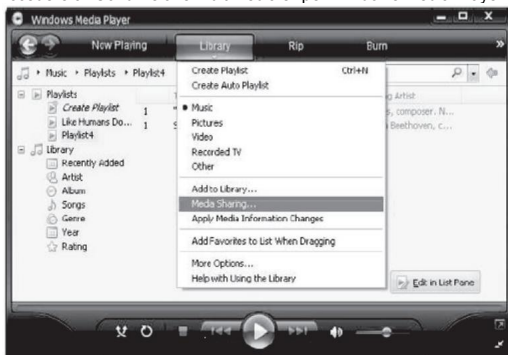 Windows Media Player
Now Playing Library Rip Burn »
Music ▸ Playlists ▸ Playlist4
Playlists
Create Playlist 1
Like Humans Do... 1 S
Playlist4
Library
Recently Added
Artist
Album
Songs
Genre
Year
Rating
Create Playlist Ctrl+N
Create Auto Playlist
Music
Pictures
Video
Recorded TV
Other
Add to Library...
Media Sharing...
Apply Media Information Changes
Add Favorites to List When Dragging
More Options...
Help with Using the Library
g Artist
s, composer. N...
Beethoven, c...
Edit in List Pane